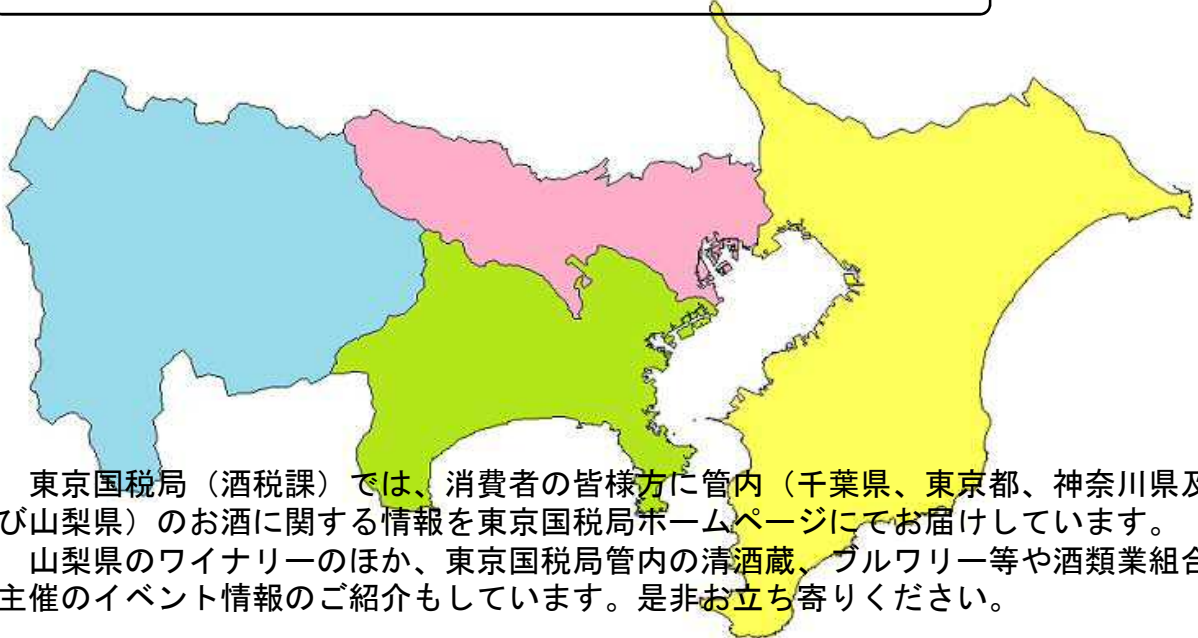 東京国税局（酒税課）では、消費者の皆様方に管内（千葉県、東京都、神奈川県及
び山梨県）のお酒に関する情報を東京国税局ホームページにてお届けしています。
山梨県のワイナリーのほか、東京国税局管内の清酒蔵、ブルワリー等や酒類業組合
主催のイベント情報のご紹介もしています。是非お立ち寄りください。